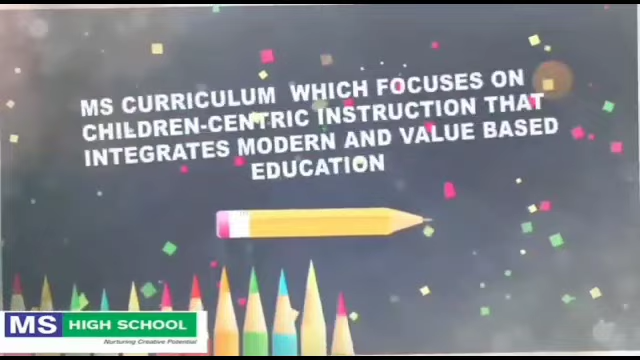 MS CURRICULUM WHICH FOCUSES ON
CHILDREN-CENTRIC INSTRUCTION THAT
INTEGRATES MODERN AND VALUE BASED
EDUCATION
MS HIGH SCHOOL
Nurturing Creative Potential